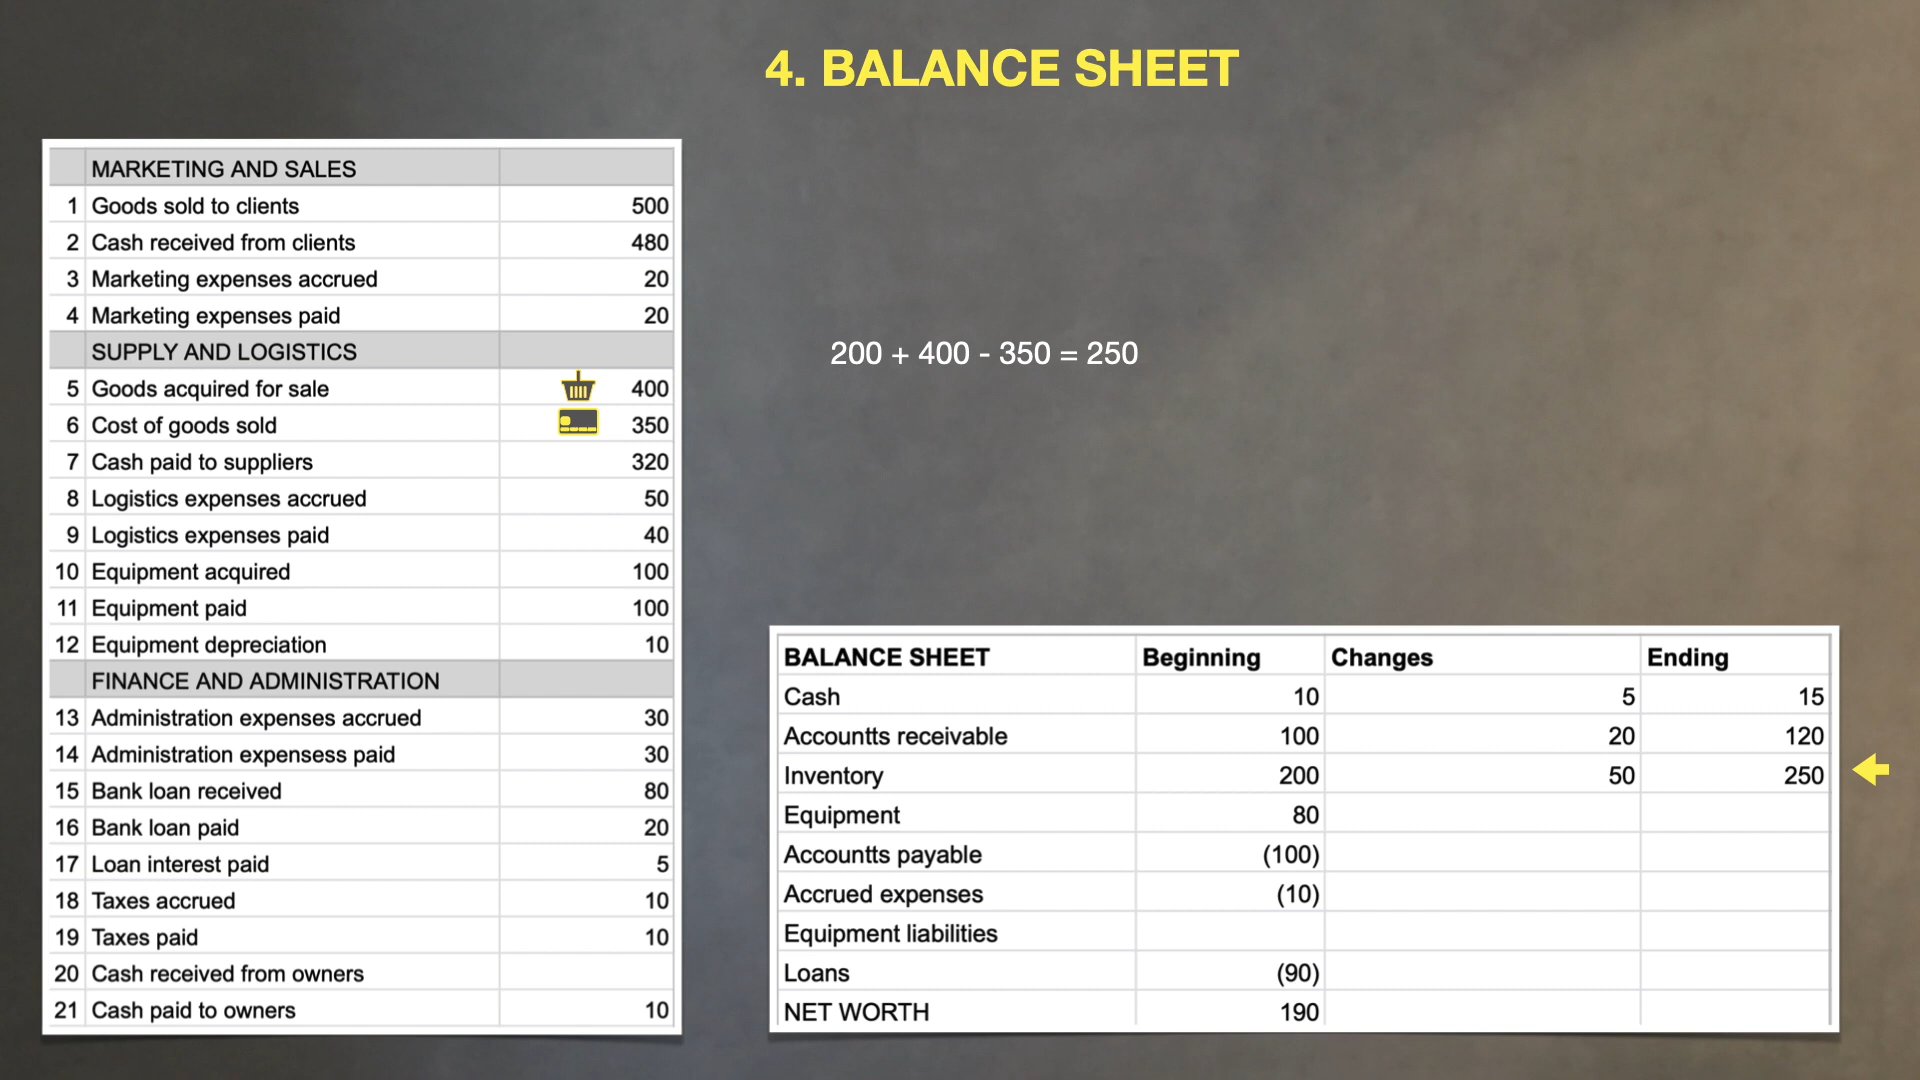 4. BALANCE SHEET
MARKETING AND SALES
1 Goods sold to clients 500
2 Cash received from clients 480
3 Marketing expenses accrued 20
4 Marketing expenses paid 20
SUPPLY AND LOGISTICS
5 Goods acquired for sale 400
6 Cost of goods sold 350
7 Cash paid to suppliers 320
8 Logistics expenses accrued 50
9 Logistics expenses paid 40
10 Equipment acquired 100
11 Equipment paid 100
12 Equipment depreciation 10
FINANCE AND ADMINISTRATION
13 Administration expenses accrued 30
14 Administration expensess paid 30
15 Bank loan received 80
16 Bank loan paid 20
17 Loan interest paid 5
18 Taxes accrued 10
19 Taxes paid 10
20 Cash received from owners
21 Cash paid to owners 10
200 + 400 - 350 = 250
BALANCE SHEET Beginning Changes Ending
Cash 10 5 15
Accountts receivable 100 20 120
Inventory 200 50 250
Equipment 80
Accountts payable (100)
Accrued expenses (10)
Equipment liabilities
Loans (90)
NET WORTH 190